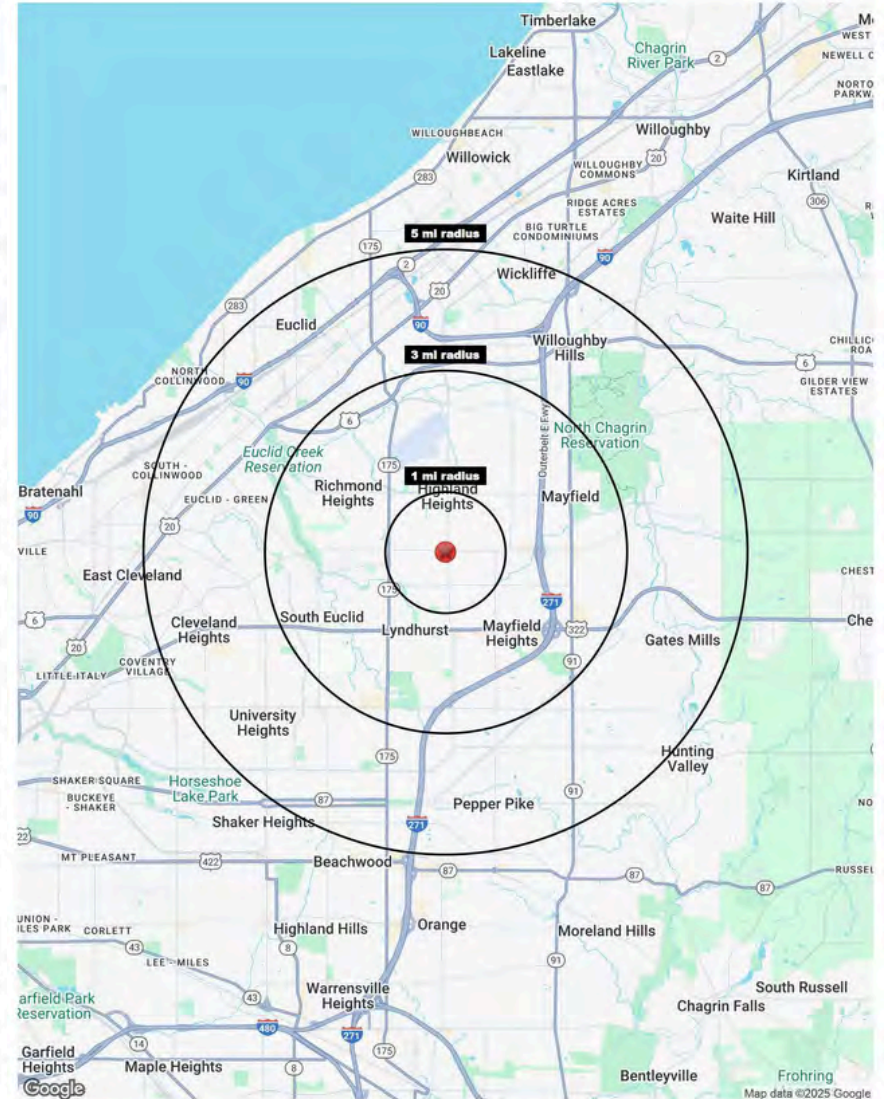 Timberlake
WEST
Lakeline
Chagrin
River Park
2
NEWELL
Eastlake
NORTO
PARKW
WILLOUGHBEACH
Willoughby
Willowick
WILLOUGHBY
COMMONS
20
283
Kirtland
306
RIDGE ACRES
ESTATES
Waite Hill
BIG TURTLE
CONDOMINIUMS
5 mi radius
175
2
90
Wickliffe
20
283
Euclid
90
Willoughby
Hills
CHILLIC
ROA
3 mi radius
6
NORTH
COLLINWOOD
90
GILDER VIEW
ESTATES
Outerbelt E Fwy
6
North Chagrin
Reservation
Euclid Creek
Reservation
175
SOUTH -
COLLINWOOD
1 mi radius
Richmond
Heights
Highland
Heights
Mayfield
Bratenahl
EUCLID - GREEN
90
20
VILLE
East Cleveland
CHEST
175
271
6
South Euclid
Cleveland
Heights
Lyndhurst
Mayfield
Heights
322
Che
20
Gates Mills
COVENTRY
VILLAGE
91
LITTLE ITALY
University
Heights
175
Hunting
Valley
SHAKER SQUARE
Horseshoe
Lake Park
91
BUCKEYE
- SHAKER
87
Pepper Pike
NO
Shaker Heights
271
22
MT PLEASANT
422
Beachwood
87
87
87
RUSSEL
UNION -
ILES PARK
CORLETT
Highland Hills
Orange
Moreland Hills
43
8
LEE - MILES
91
Warrensville
Heights
South Russell
43
arfield Park
Reservation
Chagrin Falls
480
271
14
175
Garfield
Heights
Maple Heights
8
Bentleyville
Frohring
Google
Map data ©2025 Google